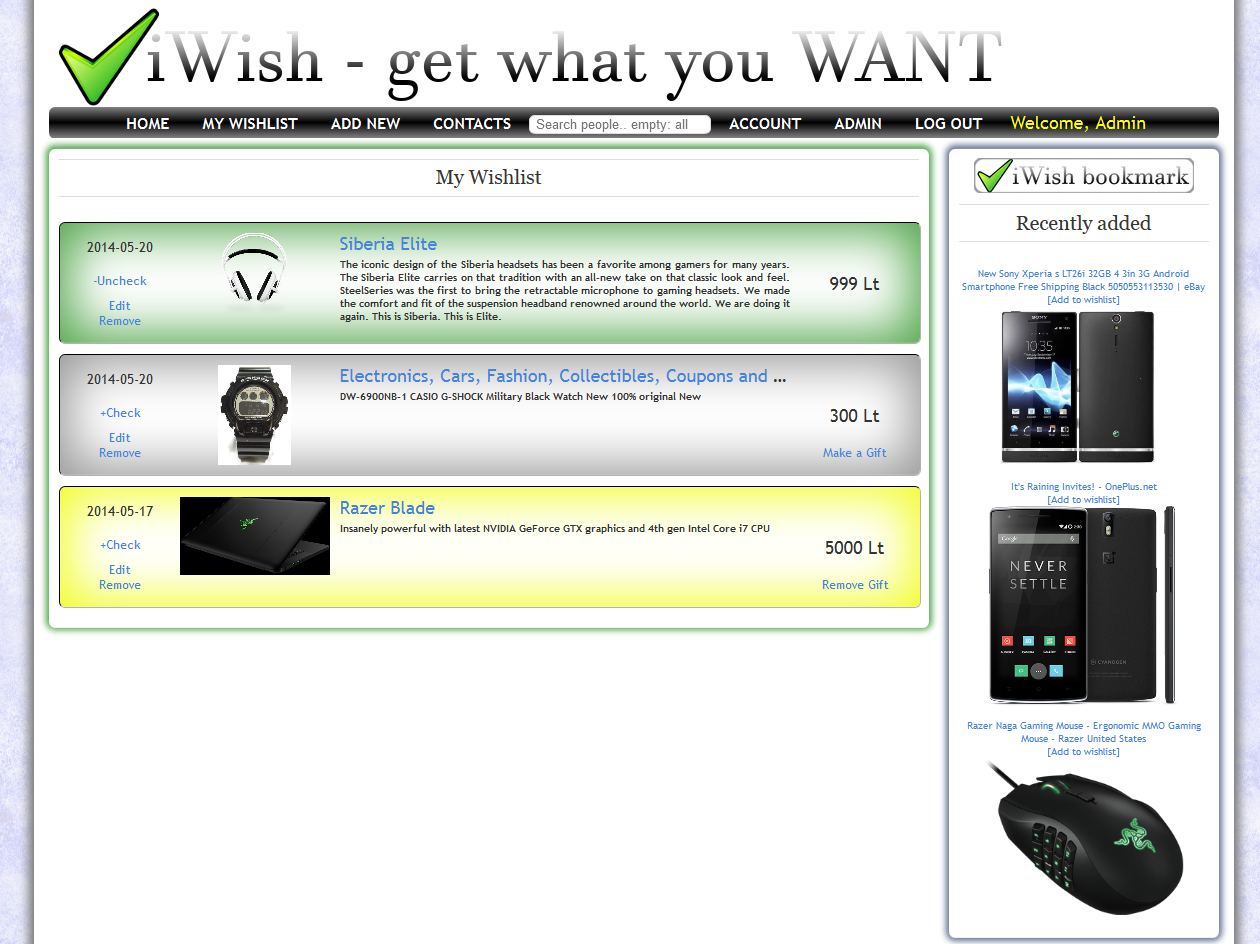 iWish - get what you WANT
HOME MY WISHLIST ADD NEW CONTACTS Search people.. empty: all ACCOUNT ADMIN LOG OUT Welcome, Admin
My Wishlist
2014-05-20
-Uncheck
Edit
Remove
Siberia Elite
The iconic design of the Siberia headsets has been a favorite among gamers for many years.
The Siberia Elite carries on that tradition with an all-new take on that classic look and feel.
SteelSeries was the first to bring the retractable microphone to gaming headsets. We made
the comfort and fit of the suspension headband renowned around the world. We are doing it
again. This is Siberia. This is Elite.
999 Lt
2014-05-20
+Check
Edit
Remove
Electronics, Cars, Fashion, Collectibles, Coupons and ...
DW-6900NB-1 CASIO G-SHOCK Military Black Watch New 100% original New
300 Lt
Make a Gift
2014-05-17
+Check
Edit
Remove
Razer Blade
Insanely powerful with latest NVIDIA GeForce GTX graphics and 4th gen Intel Core i7 CPU
5000 Lt
Remove Gift
iWish bookmark
Recently added
New Sony Xperia s LT26i 32GB 4 3in 3G Android
Smartphone Free Shipping Black 5050553113530 | eBay
[Add to wishlist]
SONY
10:35
It's Raining Invites! - OnePlus.net
[Add to wishlist]
Google
NEVER
SETTLE
CYANOGEN
Razer Naga Gaming Mouse - Ergonomic MMO Gaming
Mouse - Razer United States
[Add to wishlist]